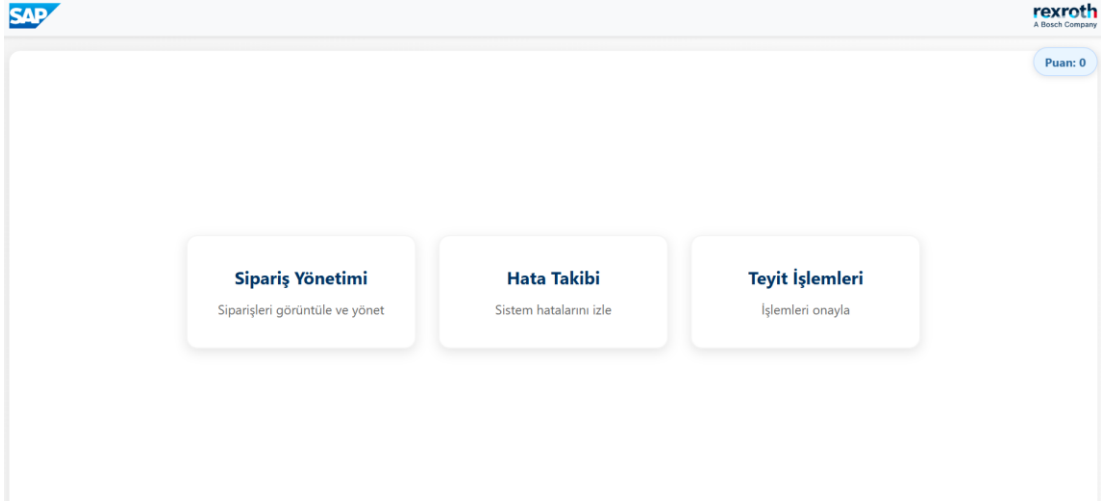 SAP
rexroth
A Bosch Company
Puan: 0
Sipariş Yönetimi
Siparişleri görüntüle ve yönet
Hata Takibi
Sistem hatalarını izle
Teyit İşlemleri
İşlemleri onayla